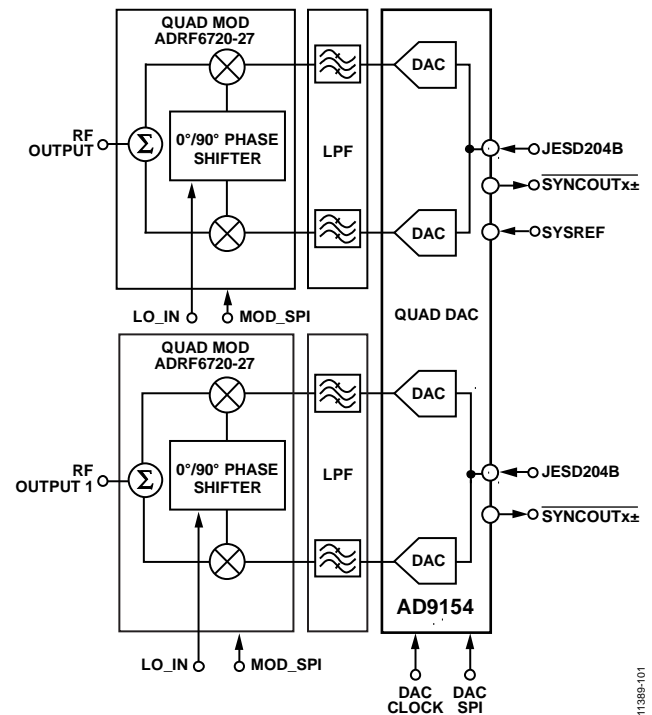 QUAD MOD
ADRF6720-27
RF
OUTPUT
Σ
0°/90° PHASE
SHIFTER
LPF
DAC
DAC
JESD204B
SYNCOUTx±
SYSREF
LO_IN
MOD_SPI
QUAD DAC
QUAD MOD
ADRF6720-27
RF
OUTPUT 1
Σ
0°/90° PHASE
SHIFTER
LPF
DAC
DAC
JESD204B
SYNCOUTx±
AD9154
LO_IN
MOD_SPI
DAC
CLOCK
DAC
SPI
11389-101